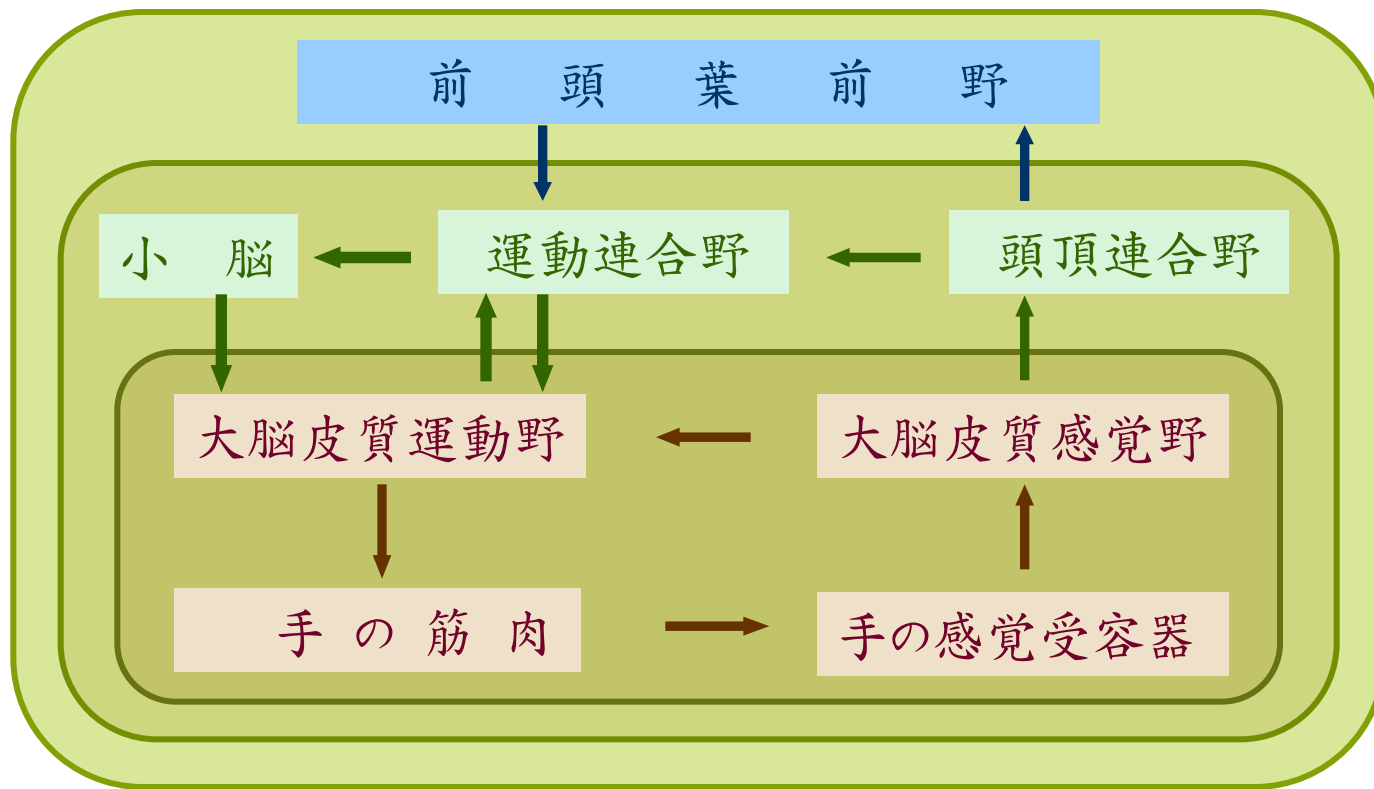 前頭葉前野
小脳
運動連合野
頭頂連合野
大脳皮質運動野
大脳皮質感覚野
手の筋肉
手の感覚受容器